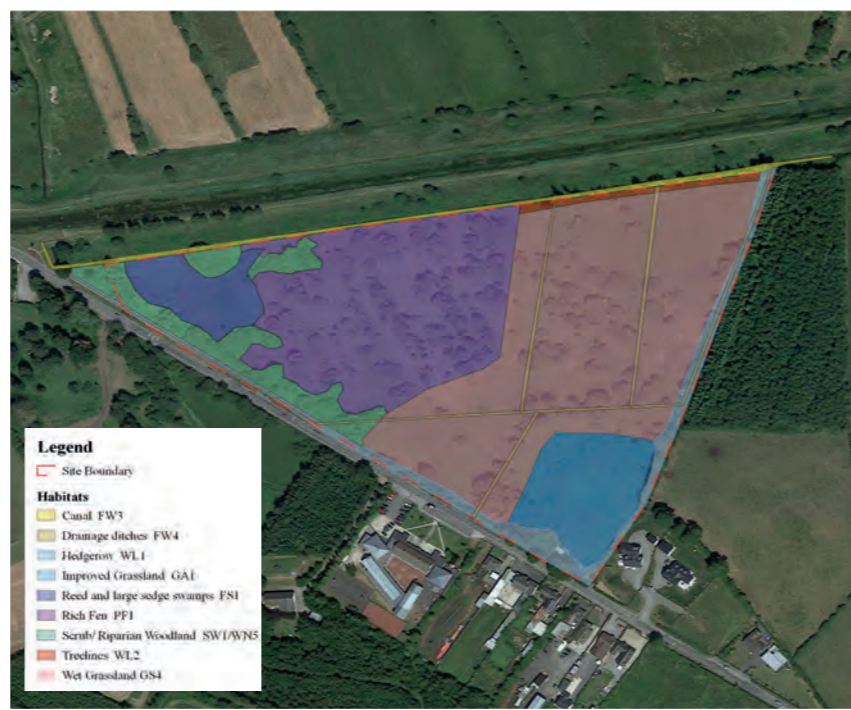 Legend
Site Boundary
Habitats
Canal FW3
Drainage ditches FW4
Hedgerow WL1
Improved Grassland GA1
Reed and large sedge swamps FS1
Rich Fen PF1
Scrub/ Riparian Woodland SW1/WN5
Treelines WL2
Wet Grassland GS4